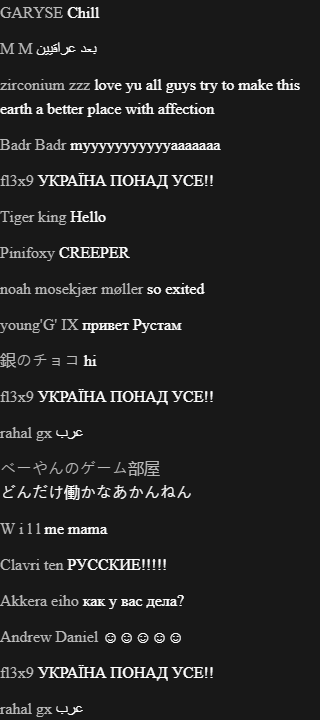 GARYSE Chill
M M بعد عراقيين
zirconium zzz love yu all guys try to make this
earth a better place with affection
Badr Badr myyyyyyyyyyyaaaaaaa
fl3x9 УКРАЇНА ПОНАД УСЕ!!
Tiger king Hello
Pinifoxy CREEPER
noah mosekjær møller so exited
young'G' IX привет Рустам
銀のチョコ hi
fl3x9 УКРАЇНА ПОНАД УСЕ!!
rahal gx عرب
べーやんのゲーム部屋
どんだけ働かなあかんねん
W i l l me mama
Clavri ten РУССКИЕ!!!!!
Akkera eiho как у вас дела?
Andrew Daniel ☺☺☺☺☺
fl3x9 УКРАЇНА ПОНАД УСЕ!!
rahal gx عرب